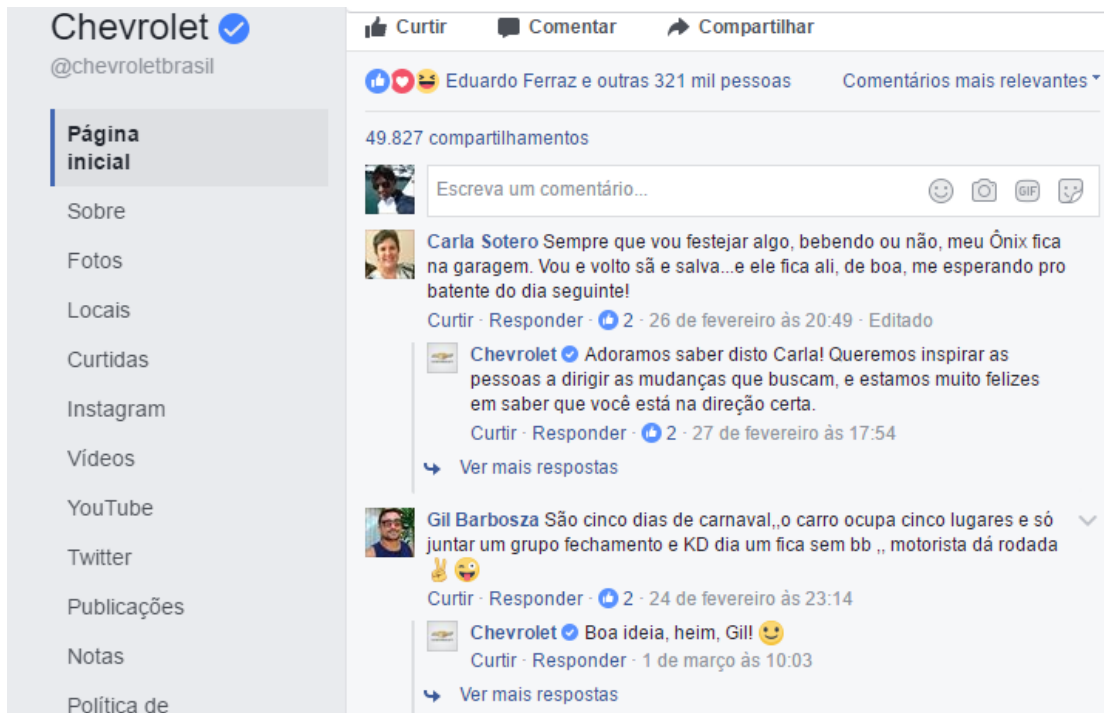 Chevrolet
@chevroletbrasil
Página
inicial
Sobre
Fotos
Locais
Curtidas
Instagram
Vídeos
YouTube
Twitter
Publicações
Notas
Política de
Curtir Comentar Compartilhar
Eduardo Ferraz e outras 321 mil pessoas Comentários mais relevantes
49.827 compartilhamentos
Escreva um comentário... GIF
Carla Sotero Sempre que vou festejar algo, bebendo ou não, meu Ônix fica
na garagem. Vou e volto sã e salva...e ele fica ali, de boa, me esperando pro
batente do dia seguinte!
Curtir · Responder · 2 · 26 de fevereiro às 20:49 · Editado
Chevrolet Adoramos saber disto Carla! Queremos inspirar as
pessoas a dirigir as mudanças que buscam, e estamos muito felizes
em saber que você está na direção certa.
Curtir · Responder · 2 · 27 de fevereiro às 17:54
Ver mais respostas
Gil Barbosza São cinco dias de carnaval,,o carro ocupa cinco lugares e só
juntar um grupo fechamento e KD dia um fica sem bb ,, motorista dá rodada
✌😜
Curtir · Responder · 2 · 24 de fevereiro às 23:14
Chevrolet Boa ideia, heim, Gil! 🙂
Curtir · Responder · 1 de março às 10:03
Ver mais respostas